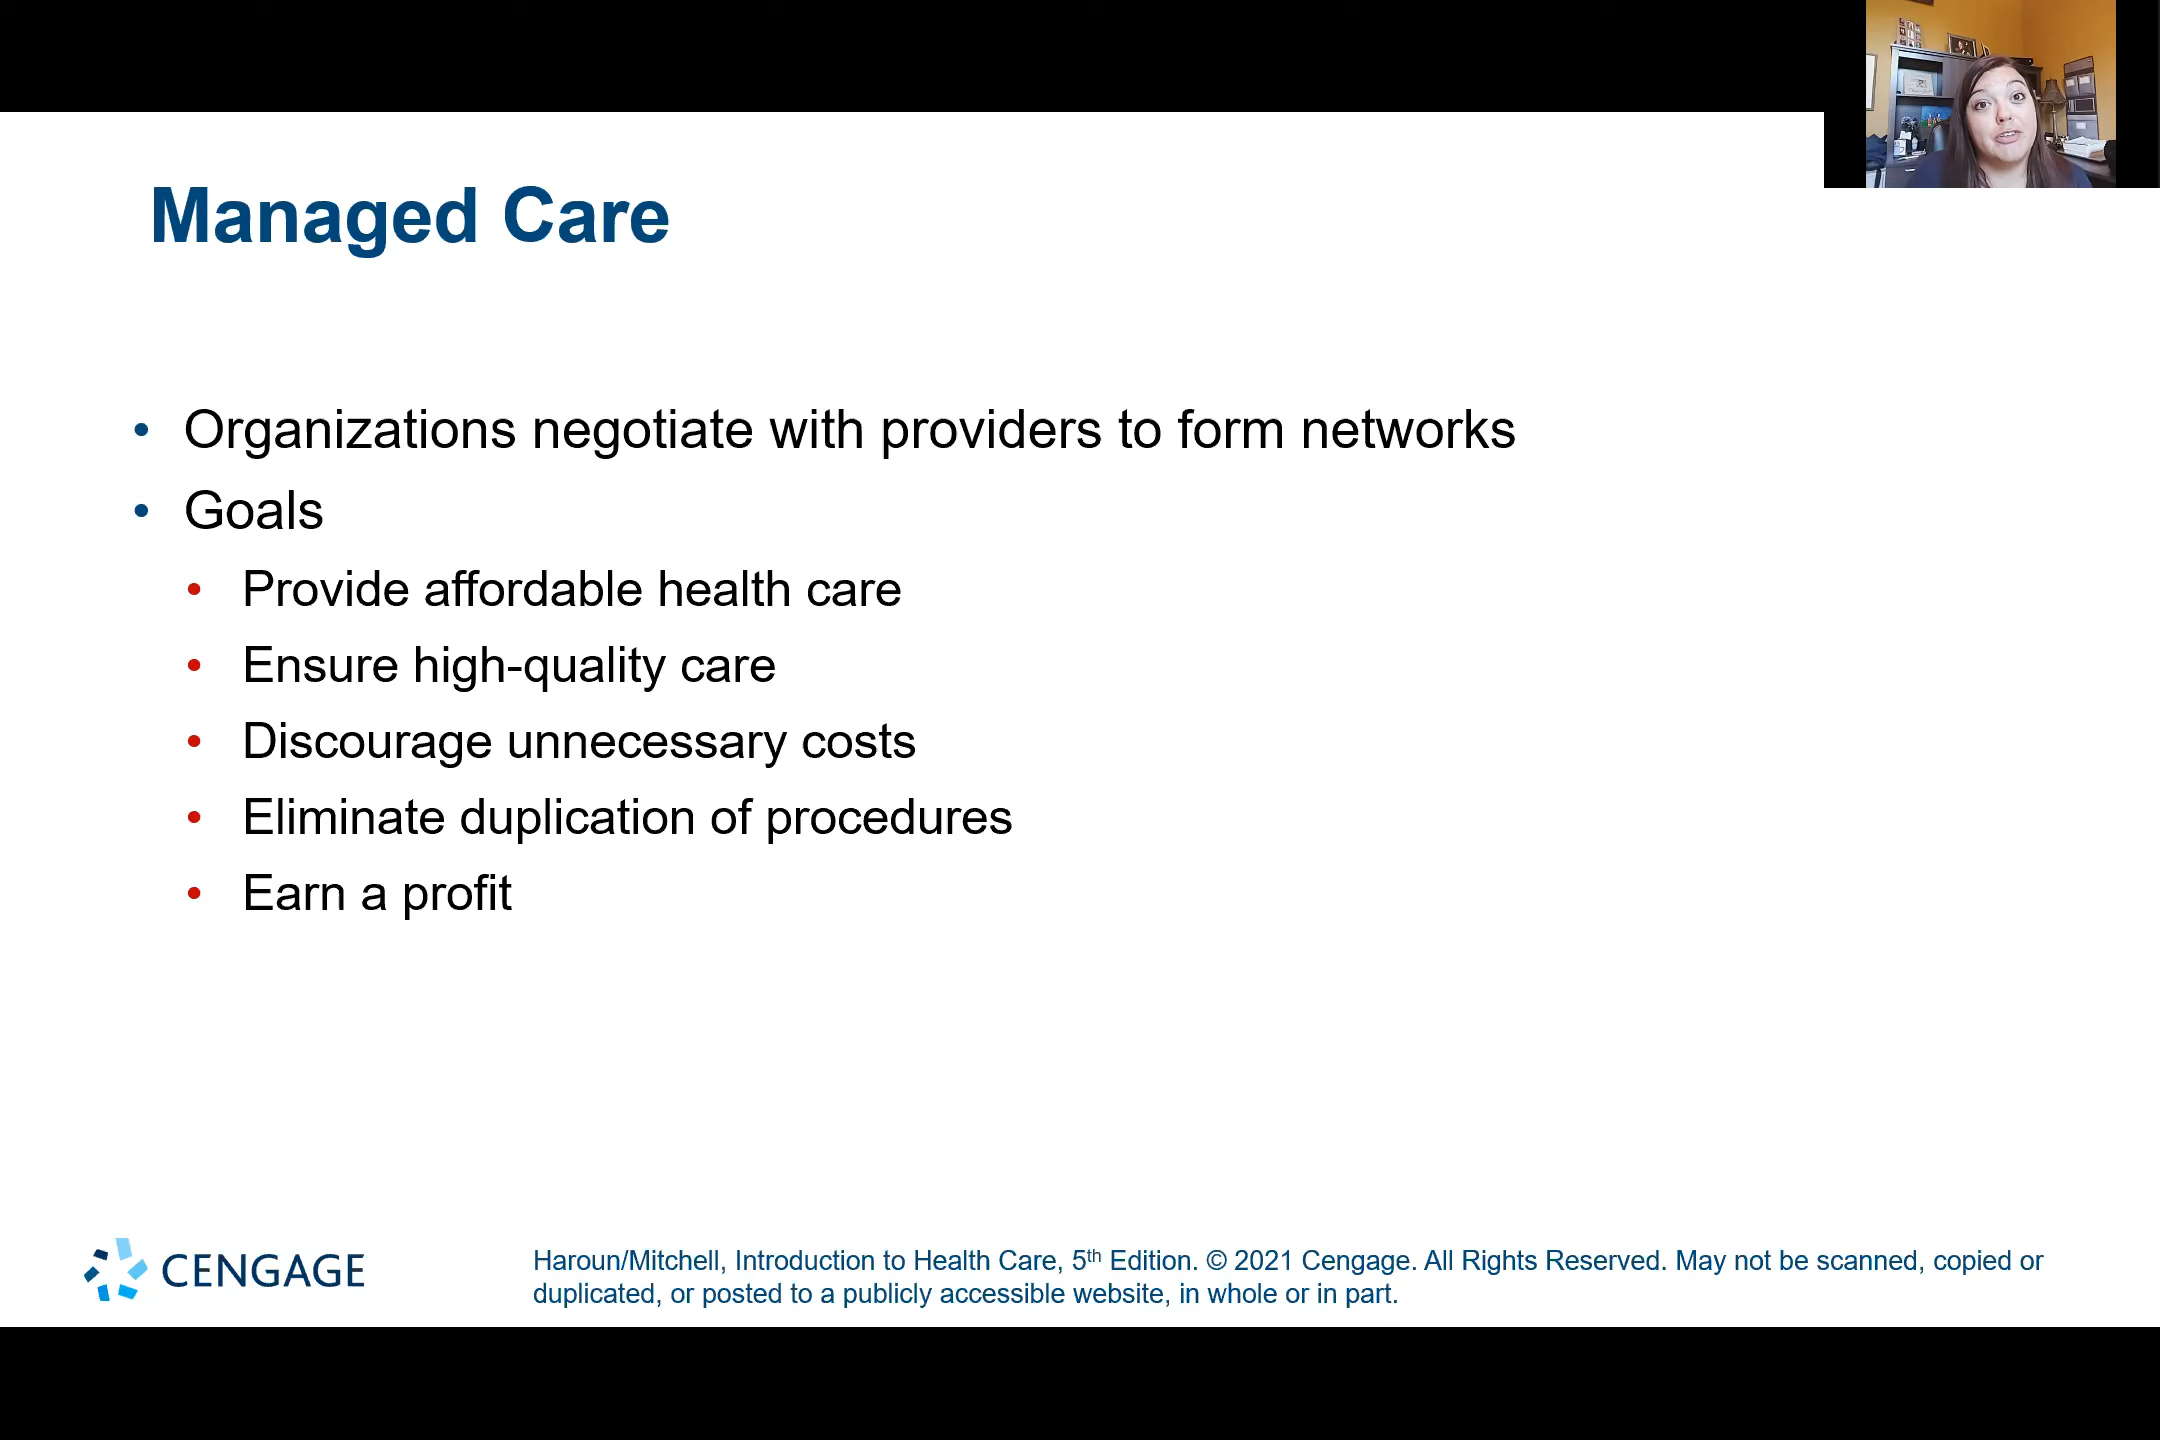 Managed Care
• Organizations negotiate with providers to form networks
• Goals
• Provide affordable health care
• Ensure high-quality care
• Discourage unnecessary costs
• Eliminate duplication of procedures
• Earn a profit
CENGAGE
Haroun/Mitchell, Introduction to Health Care, 5th Edition. © 2021 Cengage. All Rights Reserved. May not be scanned, copied or
duplicated, or posted to a publicly accessible website, in whole or in part.